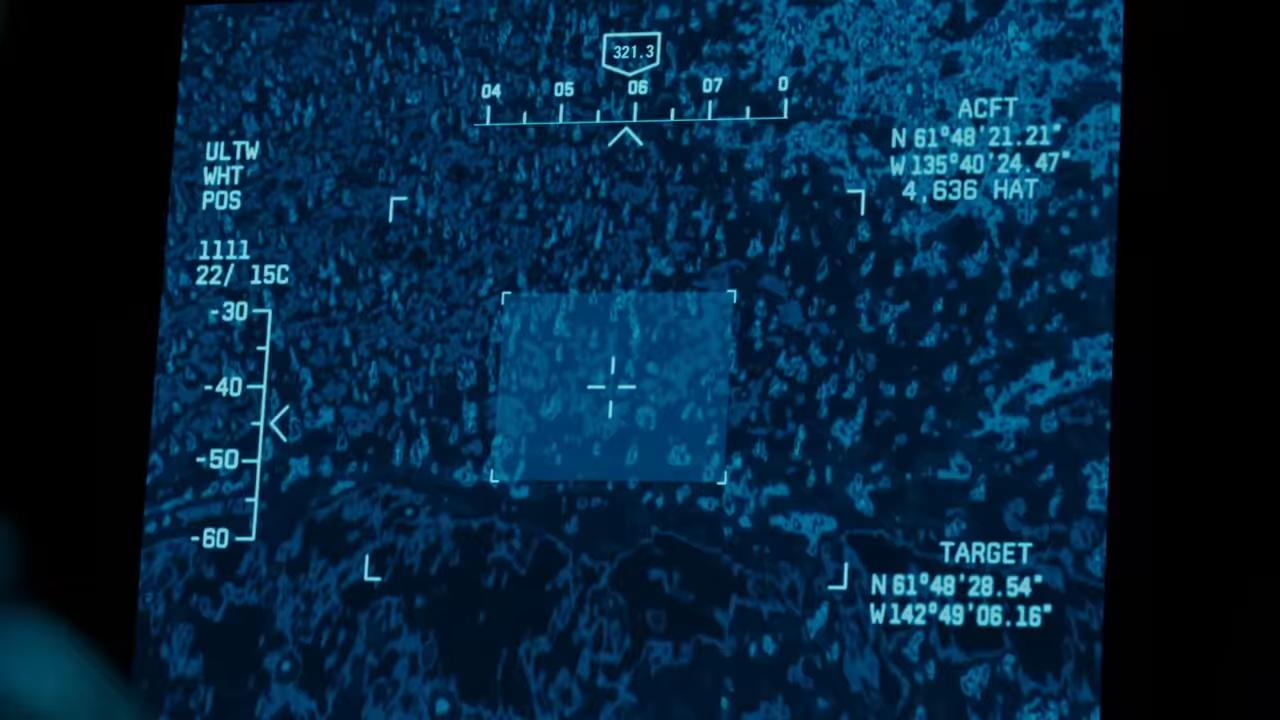 321.3
04 05 06 07 0
ACFT
N 61°48'21.21"
W 135°40'24.47"
4,636 HAT
ULTW
WHT
POS
1111
22/ 15C
-30
-40
-50
-60
TARGET
N 61°48'28.54"
W 142°49'06.16"